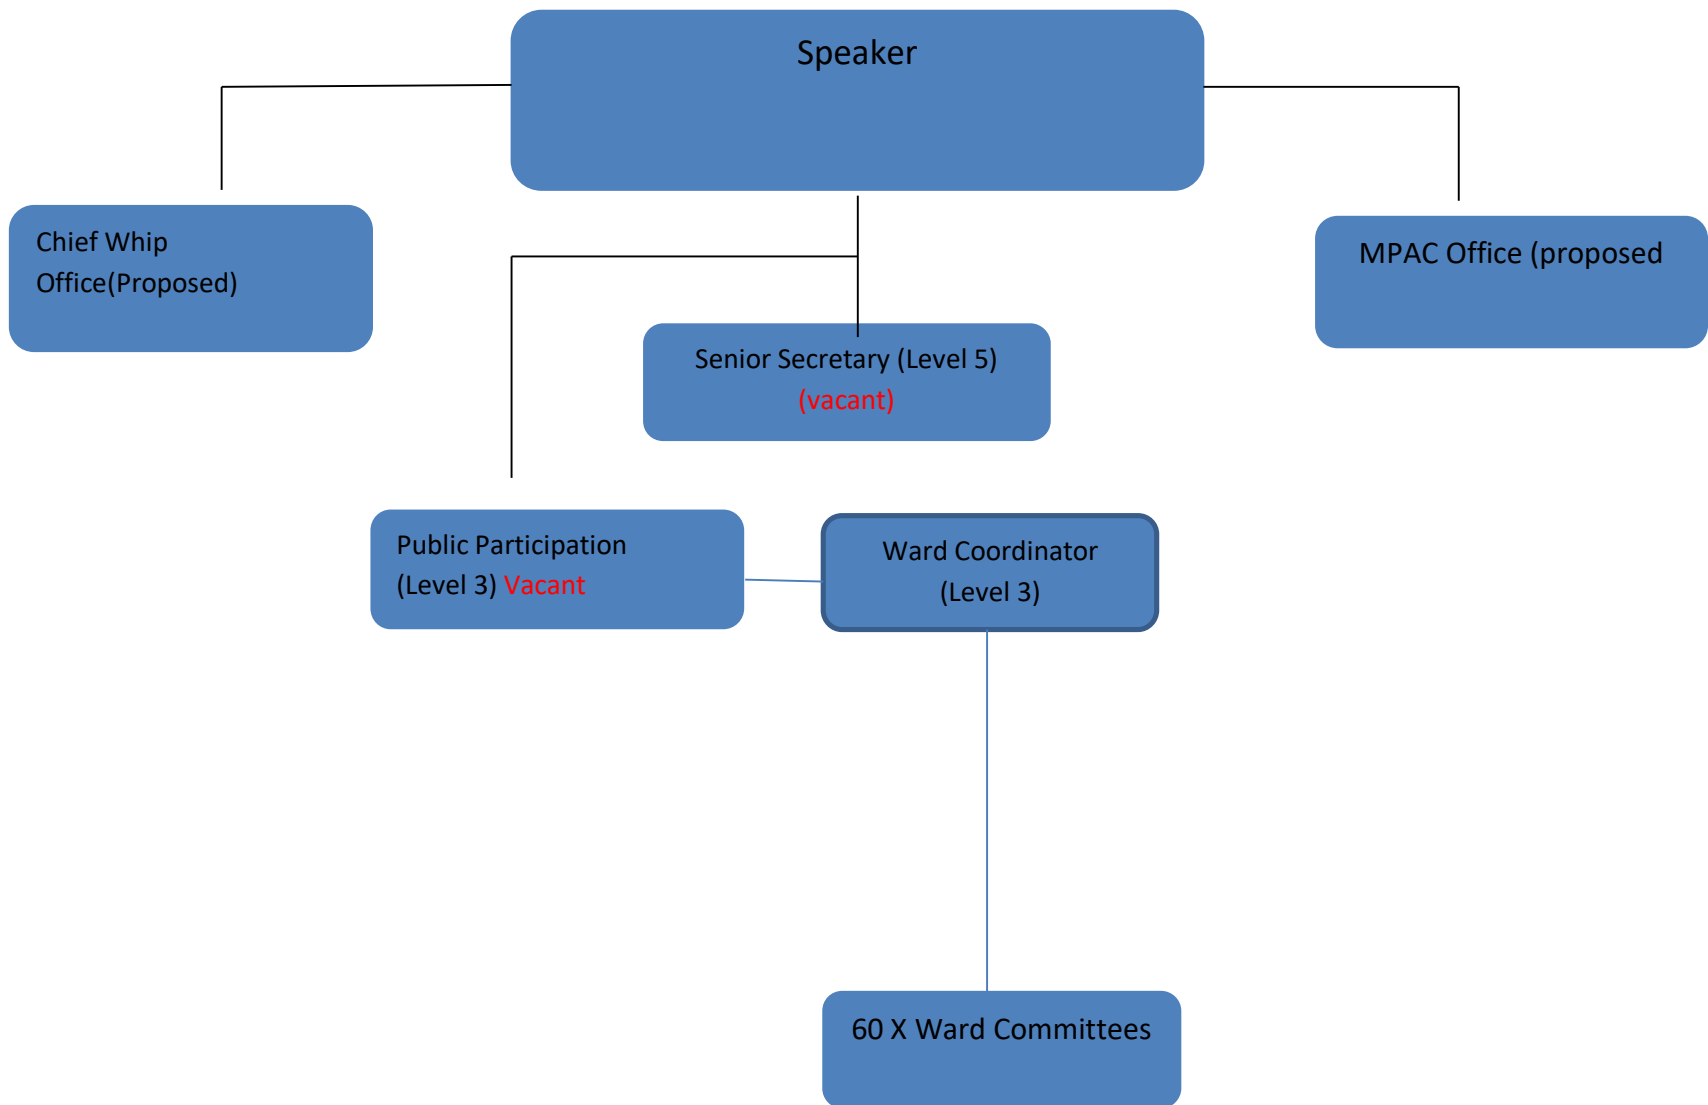 Speaker
Chief Whip
Office(Proposed)
MPAC Office (proposed
Senior Secretary (Level 5)
(vacant)
Public Participation
(Level 3) Vacant
Ward Coordinator
(Level 3)
60 X Ward Committees